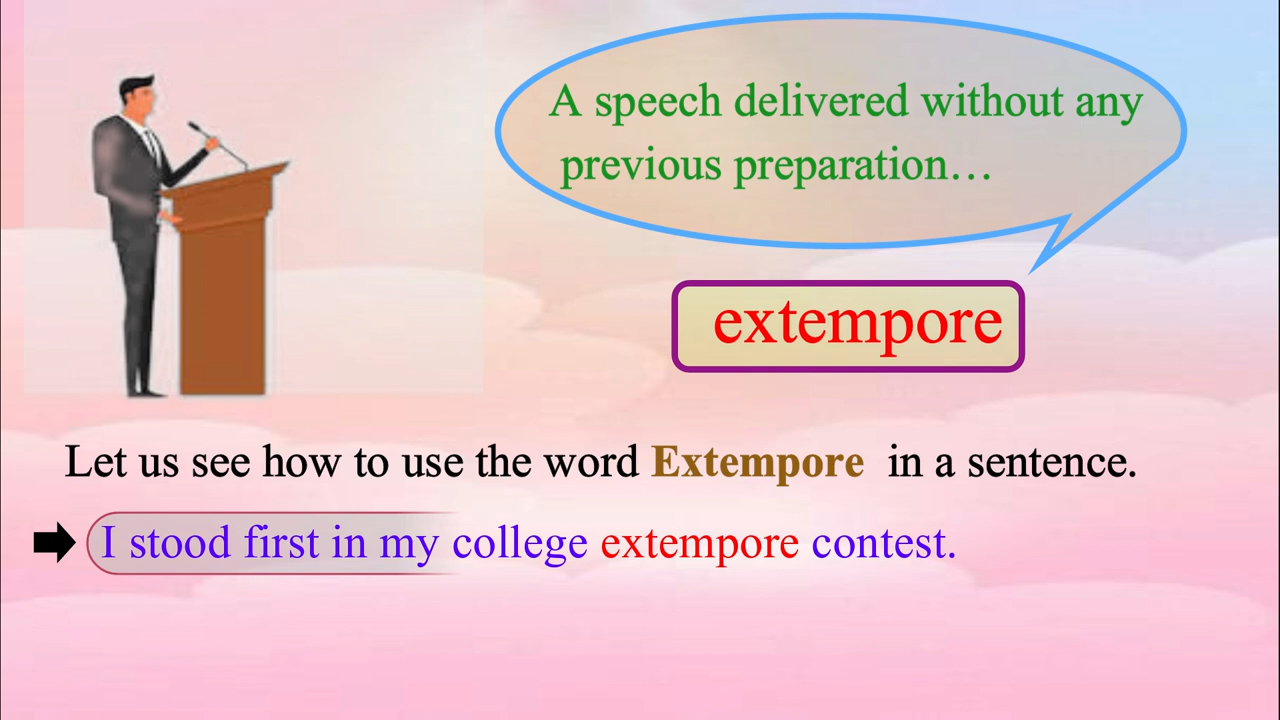 A speech delivered without any
previous preparation…
extempore
Let us see how to use the word Extempore in a sentence.
I stood first in my college extempore contest.